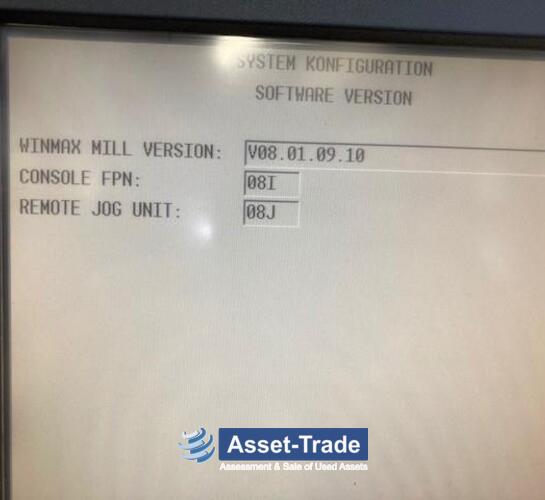 SYSTEM KONFIGURATION
SOFTWARE VERSION
WINMAX MILL VERSION: V08.01.09.10
CONSOLE FPN: 08I
REMOTE JOG UNIT: 08J
Asset-Trade
Assessment & Sale of Used Assets